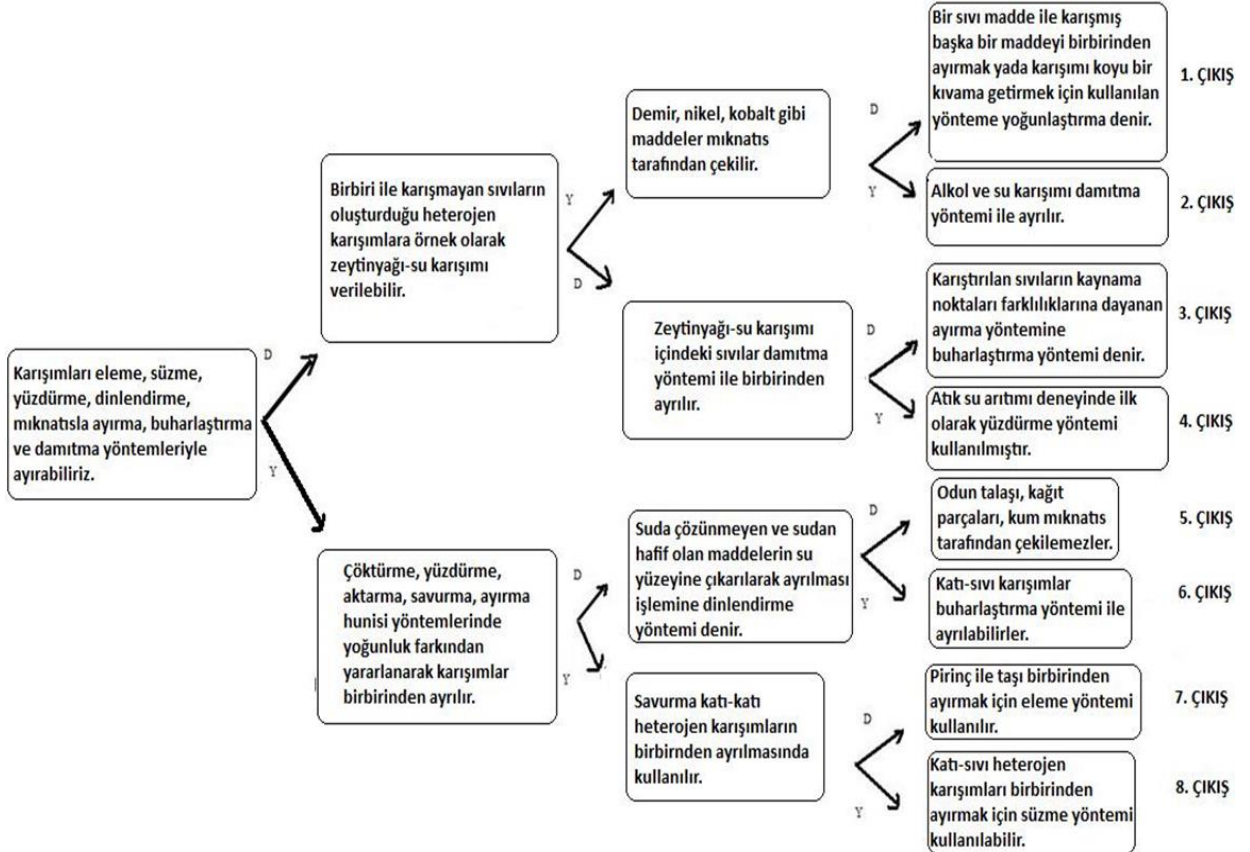 Karışımları eleme, süzme,
yüzdürme, dinlendirme,
mıknatısla ayırma, buharlaştırma
ve damıtma yöntemleriyle
ayırabiliriz.
D
Y
Birbiri ile karışmayan sıvıların
oluşturduğu heterojen
karışımlara örnek olarak
zeytinyağı-su karışımı
verilebilir.
Y
D
Çöktürme, yüzdürme,
aktarma, savurma, ayırma
hunisi yöntemlerinde
yoğunluk farkından
yararlanarak karışımlar
birbirinden ayrılır.
D
Y
Demir, nikel, kobalt gibi
maddeler mıknatıs
tarafından çekilir.
D
Y
Zeytinyağı-su karışımı
içindeki sıvılar damıtma
yöntemi ile birbirinden
ayrılır.
D
Y
Suda çözünmeyen ve sudan
hafif olan maddelerin su
yüzeyine çıkarılarak ayrılması
işlemine dinlendirme
yöntemi denir.
D
Y
Savurma katı-katı
heterojen karışımların
birbirnden ayrılmasında
kullanılır.
D
Y
Bir sıvı madde ile karışmış
başka bir maddeyi birbirinden
ayırmak yada karışımı koyu bir
kıvama getirmek için kullanılan
yönteme yoğunlaştırma denir.
1. ÇIKIŞ
Alkol ve su karışımı damıtma
yöntemi ile ayrılır.
2. ÇIKIŞ
Karıştırılan sıvıların kaynama
noktaları farklılıklarına dayanan
ayırma yöntemine
buharlaştırma yöntemi denir.
3. ÇIKIŞ
Atık su arıtımı deneyinde ilk
olarak yüzdürme yöntemi
kullanılmıştır.
4. ÇIKIŞ
Odun talaşı, kağıt
parçaları, kum mıknatıs
tarafından çekilemezler.
5. ÇIKIŞ
Katı-sıvı karışımlar
buharlaştırma yöntemi ile
ayrılabilirler.
6. ÇIKIŞ
Pirinç ile taşı birbirinden
ayırmak için eleme yöntemi
kullanılır.
7. ÇIKIŞ
Katı-sıvı heterojen
karışımları birbirinden
ayırmak için süzme yöntemi
kullanılabilir.
8. ÇIKIŞ